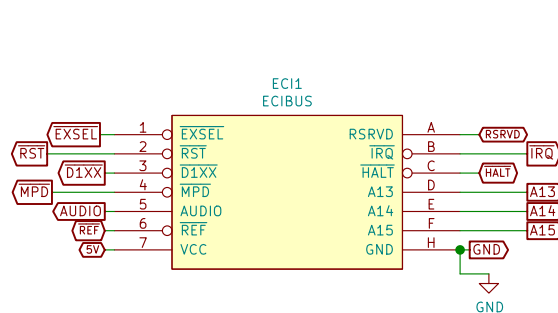 ECI1
ECIBUS
EXSEL 1 EXSEL RSRVD A RSRVD
RST 2 RST IRQ B IRQ
D1XX 3 D1XX HALT C HALT
MPD 4 MPD A13 D A13
AUDIO 5 AUDIO A14 E A14
REF 6 REF A15 F A15
5V 7 VCC GND H GND
GND